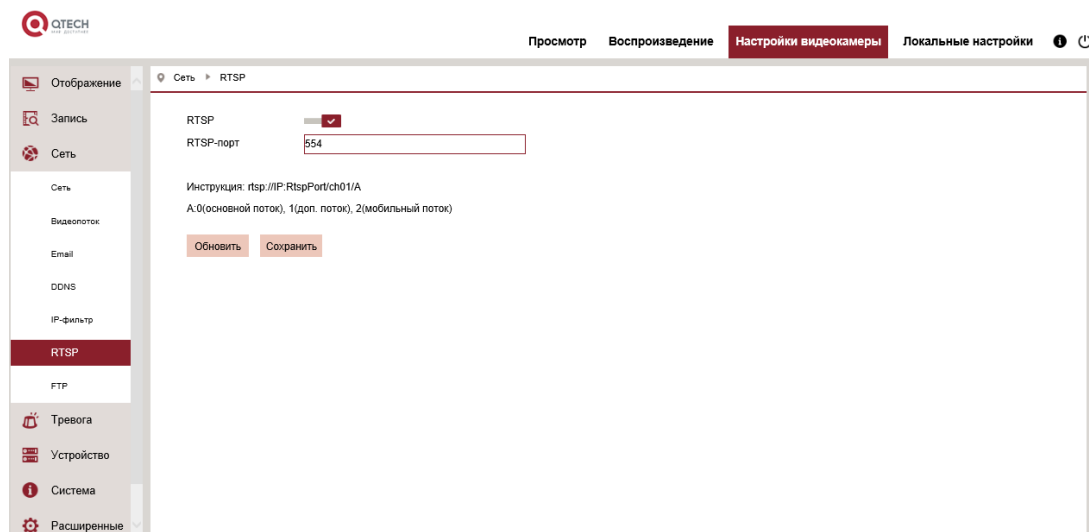 QTECH
Просмотр Воспроизведение Настройки видеокамеры Локальные настройки
Отображение
Запись
Сеть
Сеть
Видеопоток
Email
DDNS
IP-фильтр
RTSP
FTP
Тревога
Устройство
Система
Расширенные
Сеть RTSP
RTSP
RTSP-порт 554
Инструкция: rtsp://IP:RtspPort/ch01/A
A:0(основной поток), 1(доп. поток), 2(мобильный поток)
Обновить Сохранить